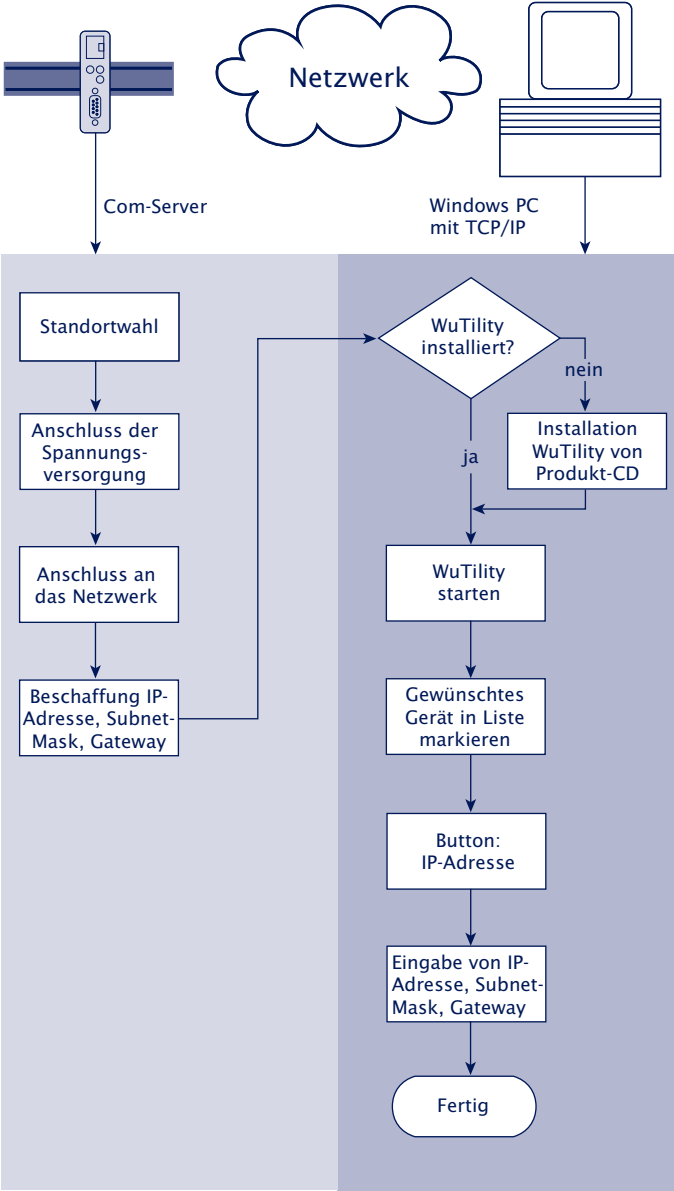 Netzwerk
Com-Server
Windows PC
mit TCP/IP
Standortwahl
Anschluss der
Spannungs-
versorgung
Anschluss an
das Netzwerk
Beschaffung IP-
Adresse, Subnet-
Mask, Gateway
WuTility
installiert?
nein
ja
Installation
WuTility von
Produkt-CD
WuTility
starten
Gewünschtes
Gerät in Liste
markieren
Button:
IP-Adresse
Eingabe von IP-
Adresse, Subnet-
Mask, Gateway
Fertig